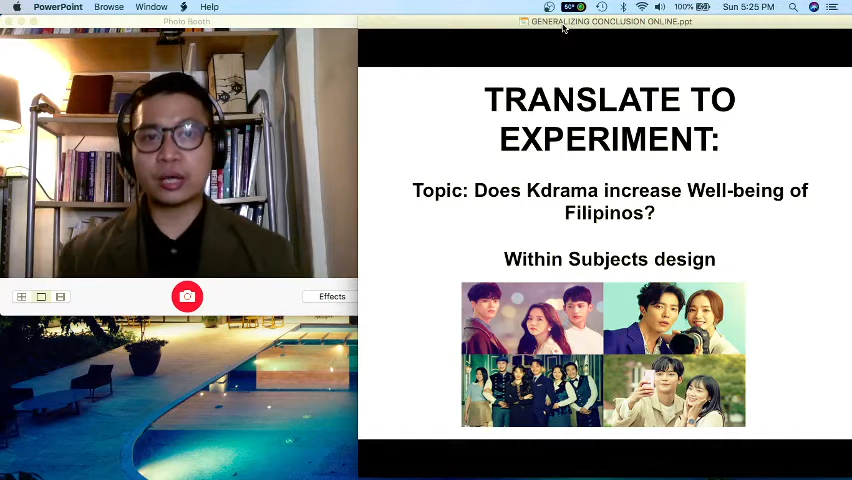 PowerPoint Browse Window Help
50°
100%
Sun 5:25 PM
Photo Booth
GENERALIZING CONCLUSION ONLINE.ppt
Effects
TRANSLATE TO
EXPERIMENT:
Topic: Does Kdrama increase Well-being of
Filipinos?
Within Subjects design